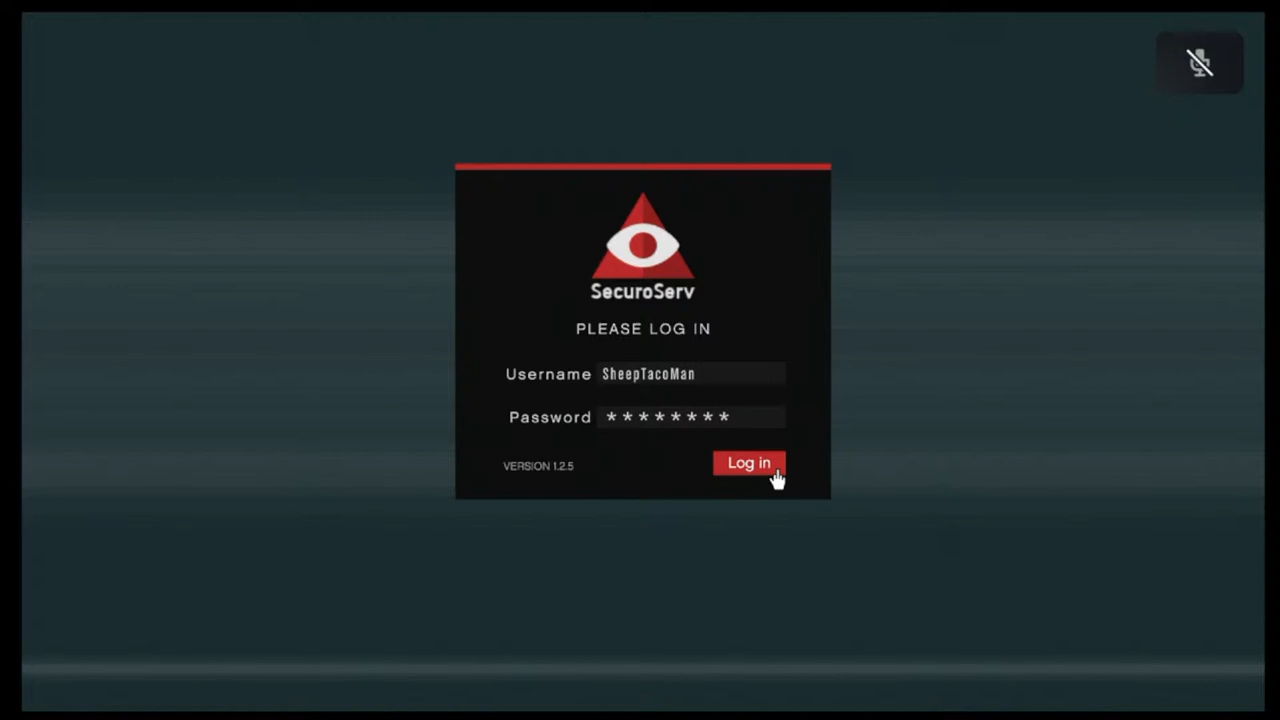 SecuroServ
PLEASE LOG IN
Username SheepTacoMan
Password ********
VERSION 1.2.5 Log in